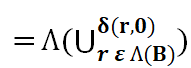 = Λ(⋃_{r ε Λ(B)}^{δ(r,0)})